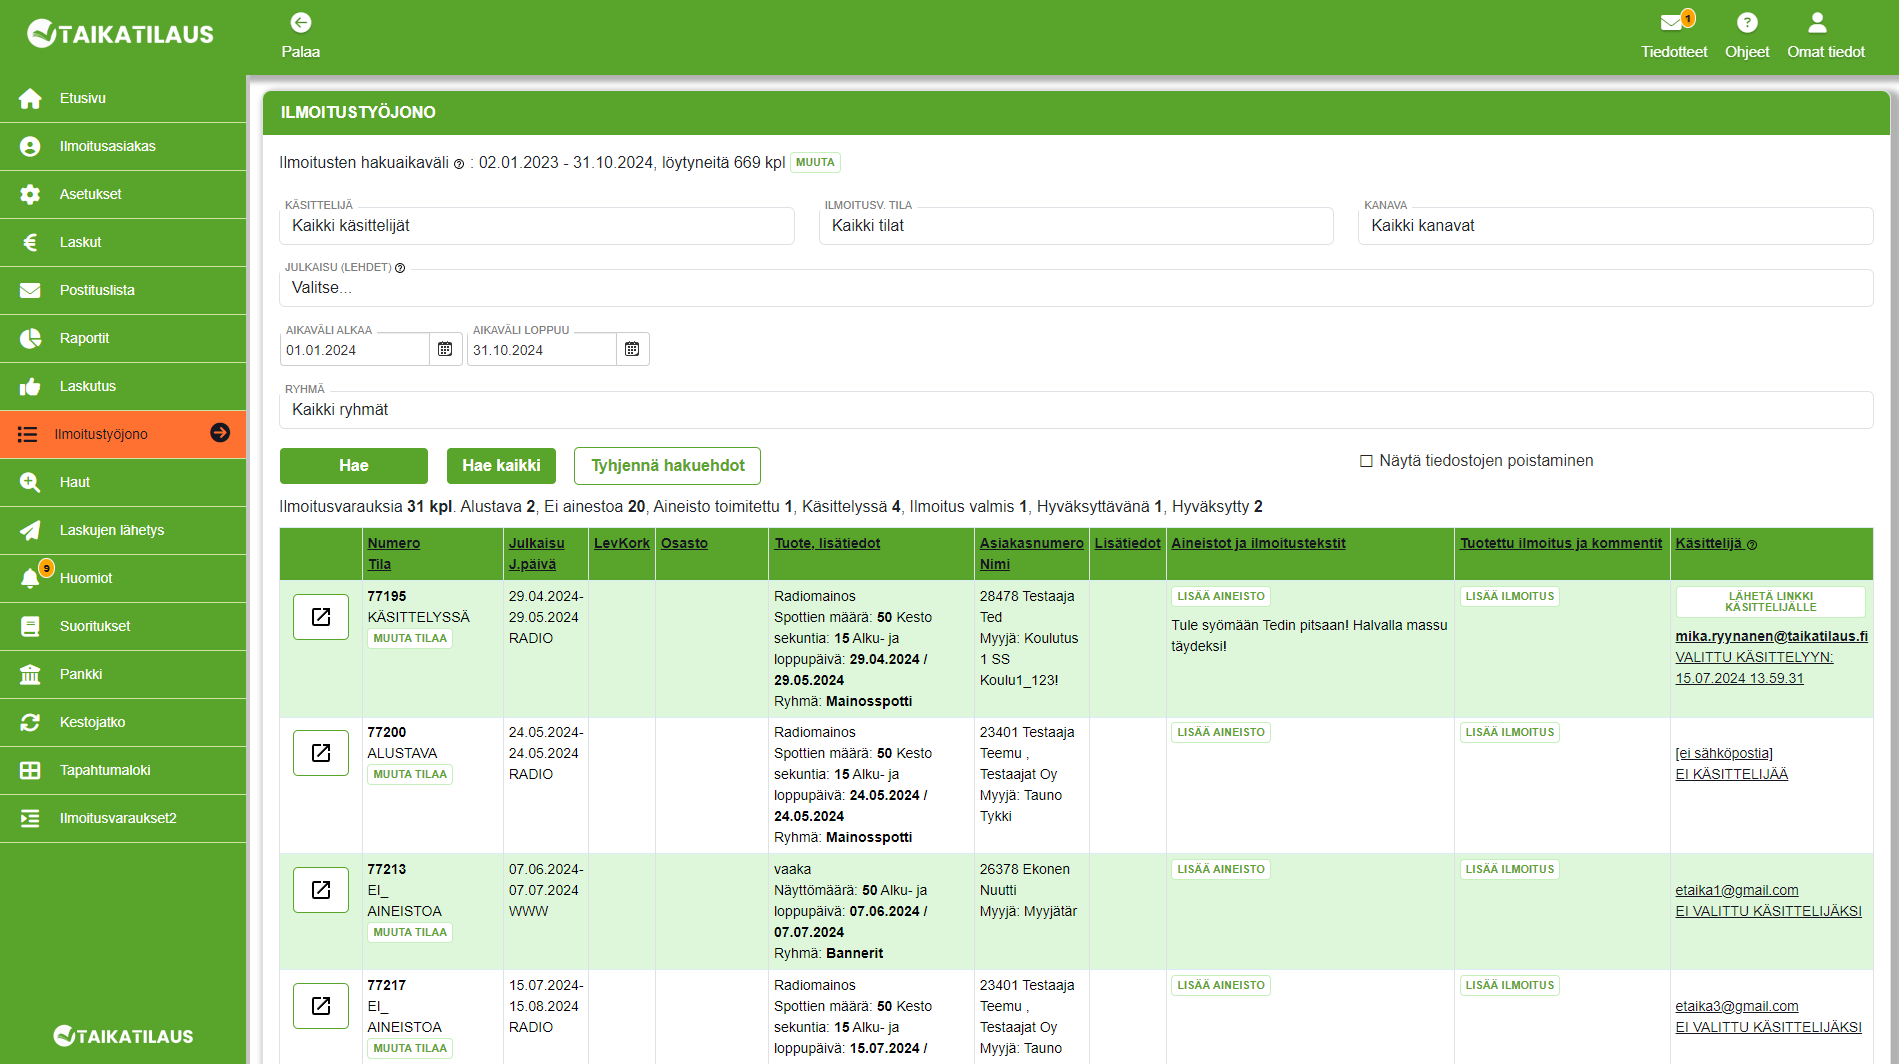 TAIKATILAUS
Palaa
1
Tiedotteet
Ohjeet
Omat tiedot
Etusivu
Ilmoitusasiakas
Asetukset
Laskut
Postituslista
Raportit
Laskutus
Ilmoitustyöjono
Haut
Laskujen lähetys
9
Huomiot
Suoritukset
Pankki
Kestojatko
Tapahtumaloki
Ilmoitusvaraukset2
TAIKATILAUS
ILMOITUSTYÖJONO
Ilmoitusten hakuaikaväli ? : 02.01.2023 - 31.10.2024, löytyneitä 669 kpl MUUTA
KÄSITTELIJÄ
Kaikki käsittelijät
ILMOITUSV. TILA
Kaikki tilat
KANAVA
Kaikki kanavat
JULKAISU (LEHDET) ?
Valitse...
AIKAVÄLI ALKAA
01.01.2024
AIKAVÄLI LOPPUU
31.10.2024
RYHMÄ
Kaikki ryhmät
Hae
Hae kaikki
Tyhjennä hakuehdot
Näytä tiedostojen poistaminen
Ilmoitusvarauksia 31 kpl. Alustava 2, Ei ainestoa 20, Aineisto toimitettu 1, Käsittelyssä 4, Ilmoitus valmis 1, Hyväksyttävänä 1, Hyväksytty 2
Numero
Tila
Julkaisu
J.päivä
LevKork
Osasto
Tuote, lisätiedot
Asiakasnumero
Nimi
Lisätiedot
Aineistot ja ilmoitustekstit
Tuotettu ilmoitus ja kommentit
Käsittelijä ?
77195
KÄSITTELYSSÄ
MUUTA TILAA
29.04.2024-
29.05.2024
RADIO
Radiomainos
Spottien määrä: 50 Kesto
sekuntia: 15 Alku- ja
loppupäivä: 29.04.2024 /
29.05.2024
Ryhmä: Mainosspotti
28478 Testaaja
Ted
Myyjä: Koulutus
1 SS
Koulu1_123!
LISÄÄ AINEISTO
Tule syömään Tedin pitsaan! Halvalla massu
täydeksi!
LISÄÄ ILMOITUS
LÄHETÄ LINKKI
KÄSITTELIJÄLLE
mika.ryynanen@taikatilaus.fi
VALITTU KÄSITTELYYN:
15.07.2024 13.59.31
77200
ALUSTAVA
MUUTA TILAA
24.05.2024-
24.05.2024
RADIO
Radiomainos
Spottien määrä: 50 Kesto
sekuntia: 15 Alku- ja
loppupäivä: 24.05.2024 /
24.05.2024
Ryhmä: Mainosspotti
23401 Testaaja
Teemu ,
Testaajat Oy
Myyjä: Tauno
Tykki
LISÄÄ AINEISTO
LISÄÄ ILMOITUS
[ei sähköpostia]
EI KÄSITTELIJÄÄ
77213
EI_
AINEISTOA
MUUTA TILAA
07.06.2024-
07.07.2024
WWW
vaaka
Näyttömäärä: 50 Alku- ja
loppupäivä: 07.06.2024 /
07.07.2024
Ryhmä: Bannerit
26378 Ekonen
Nuutti
Myyjä: Myyjätär
LISÄÄ AINEISTO
LISÄÄ ILMOITUS
etaika1@gmail.com
EI VALITTU KÄSITTELIJÄKSI
77217
EI_
AINEISTOA
MUUTA TILAA
15.07.2024-
15.08.2024
RADIO
Radiomainos
Spottien määrä: 50 Kesto
sekuntia: 15 Alku- ja
loppupäivä: 15.07.2024 /
23401 Testaaja
Teemu ,
Testaajat Oy
Myyjä: Tauno
LISÄÄ AINEISTO
LISÄÄ ILMOITUS
etaika3@gmail.com
EI VALITTU KÄSITTELIJÄKSI